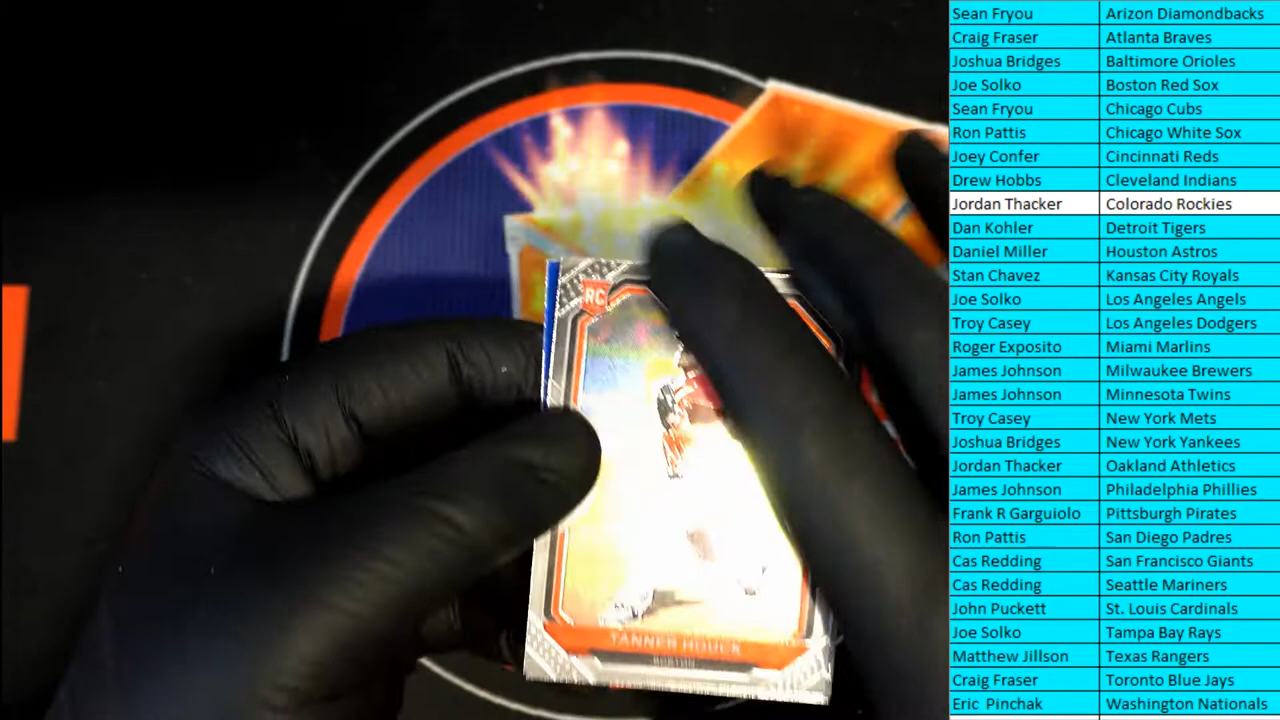 Sean Fryou Arizon Diamondbacks
Craig Fraser Atlanta Braves
Joshua Bridges Baltimore Orioles
Joe Solko Boston Red Sox
Sean Fryou Chicago Cubs
Ron Pattis Chicago White Sox
Joey Confer Cincinnati Reds
Drew Hobbs Cleveland Indians
Jordan Thacker Colorado Rockies
Dan Kohler Detroit Tigers
Daniel Miller Houston Astros
Stan Chavez Kansas City Royals
Joe Solko Los Angeles Angels
Troy Casey Los Angeles Dodgers
Roger Exposito Miami Marlins
James Johnson Milwaukee Brewers
James Johnson Minnesota Twins
Troy Casey New York Mets
Joshua Bridges New York Yankees
Jordan Thacker Oakland Athletics
James Johnson Philadelphia Phillies
Frank R Garguiolo Pittsburgh Pirates
Ron Pattis San Diego Padres
Cas Redding San Francisco Giants
Cas Redding Seattle Mariners
John Puckett St. Louis Cardinals
Joe Solko Tampa Bay Rays
Matthew Jillson Texas Rangers
Craig Fraser Toronto Blue Jays
Eric Pinchak Washington Nationals
RC
TANNER HOUCK
BOSTON